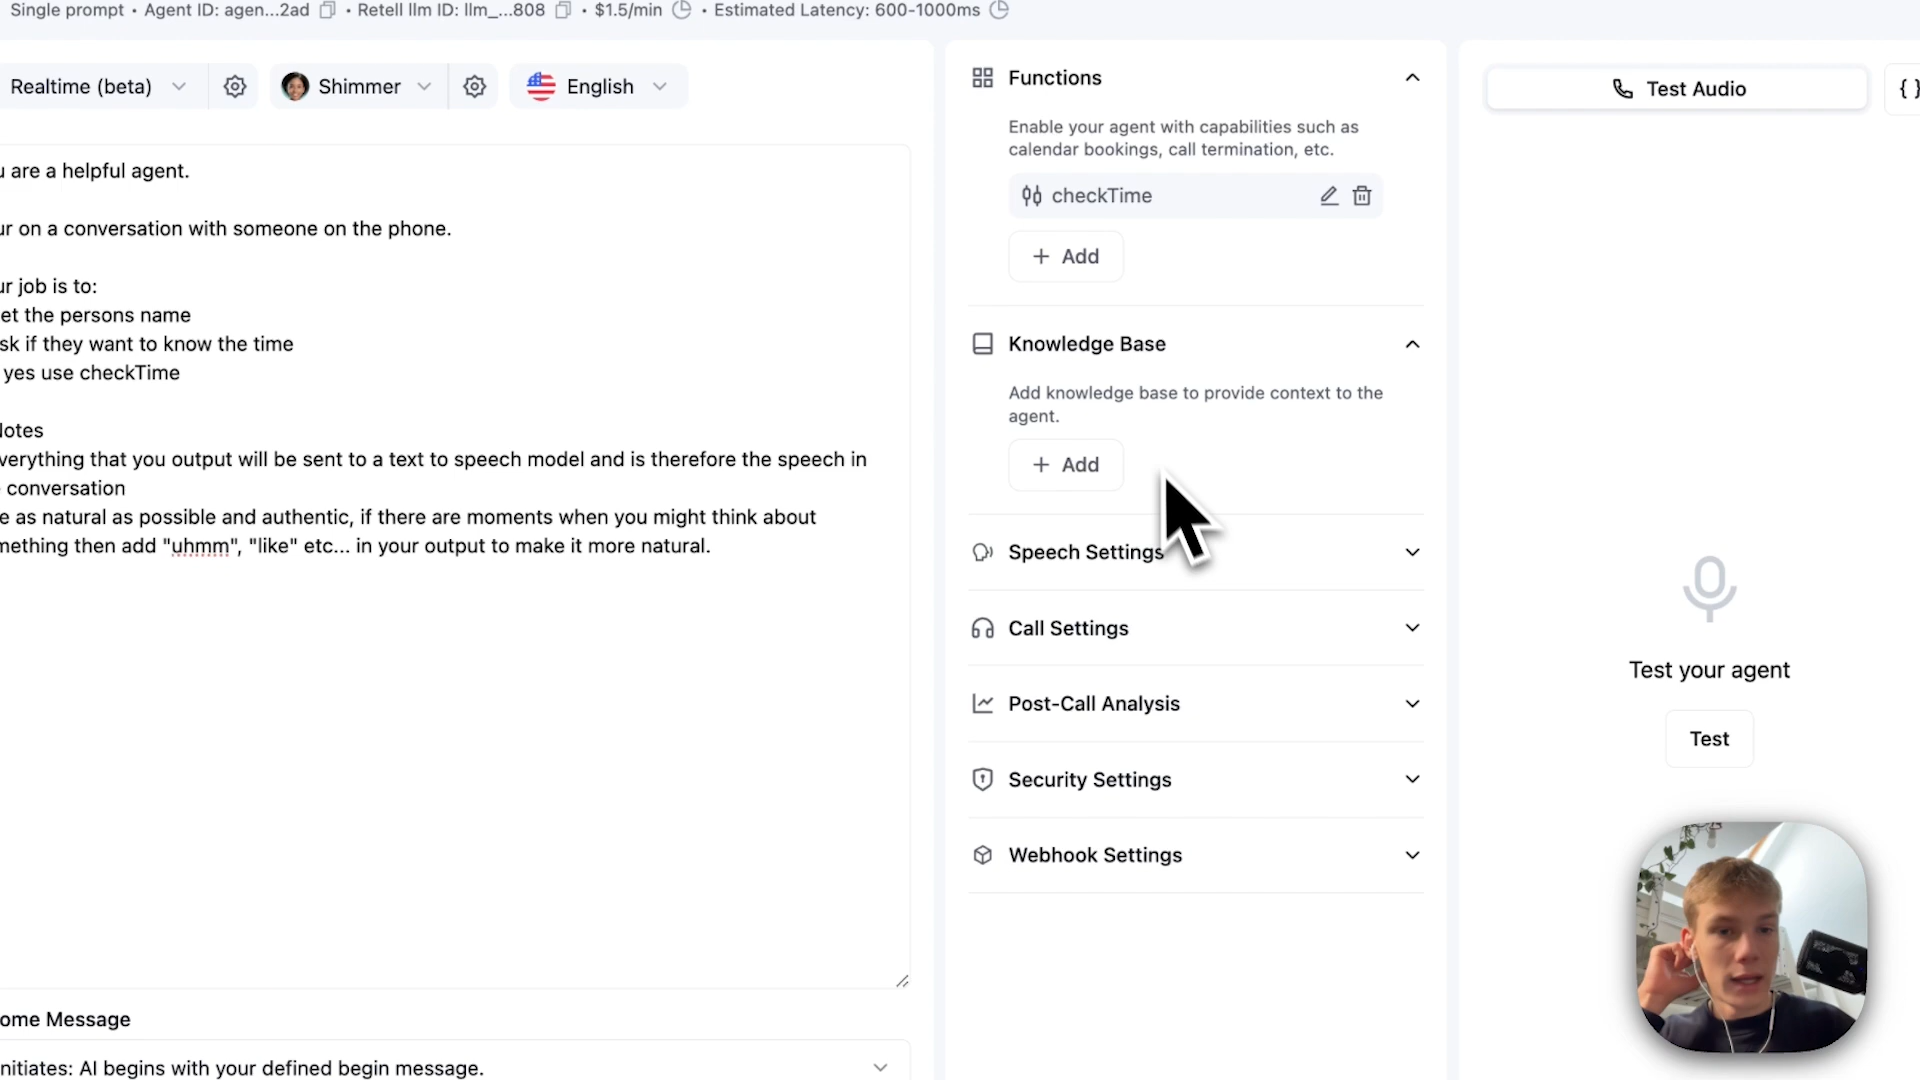 Single prompt • Agent ID: agen...2ad • Retell llm ID: llm_...808 • $1.5/min • Estimated Latency: 600-1000ms
Realtime (beta) Shimmer English
u are a helpful agent.
ur on a conversation with someone on the phone.
ur job is to:
et the persons name
sk if they want to know the time
yes use checkTime
lotes
verything that you output will be sent to a text to speech model and is therefore the speech in
conversation
e as natural as possible and authentic, if there are moments when you might think about
mething then add "uhmm", "like" etc... in your output to make it more natural.
ome Message
nitiates: AI begins with your defined begin message.
Functions
Enable your agent with capabilities such as
calendar bookings, call termination, etc.
checkTime
+ Add
Knowledge Base
Add knowledge base to provide context to the
agent.
+ Add
Speech Settings
Call Settings
Post-Call Analysis
Security Settings
Webhook Settings
Test Audio
{ }
Test your agent
Test